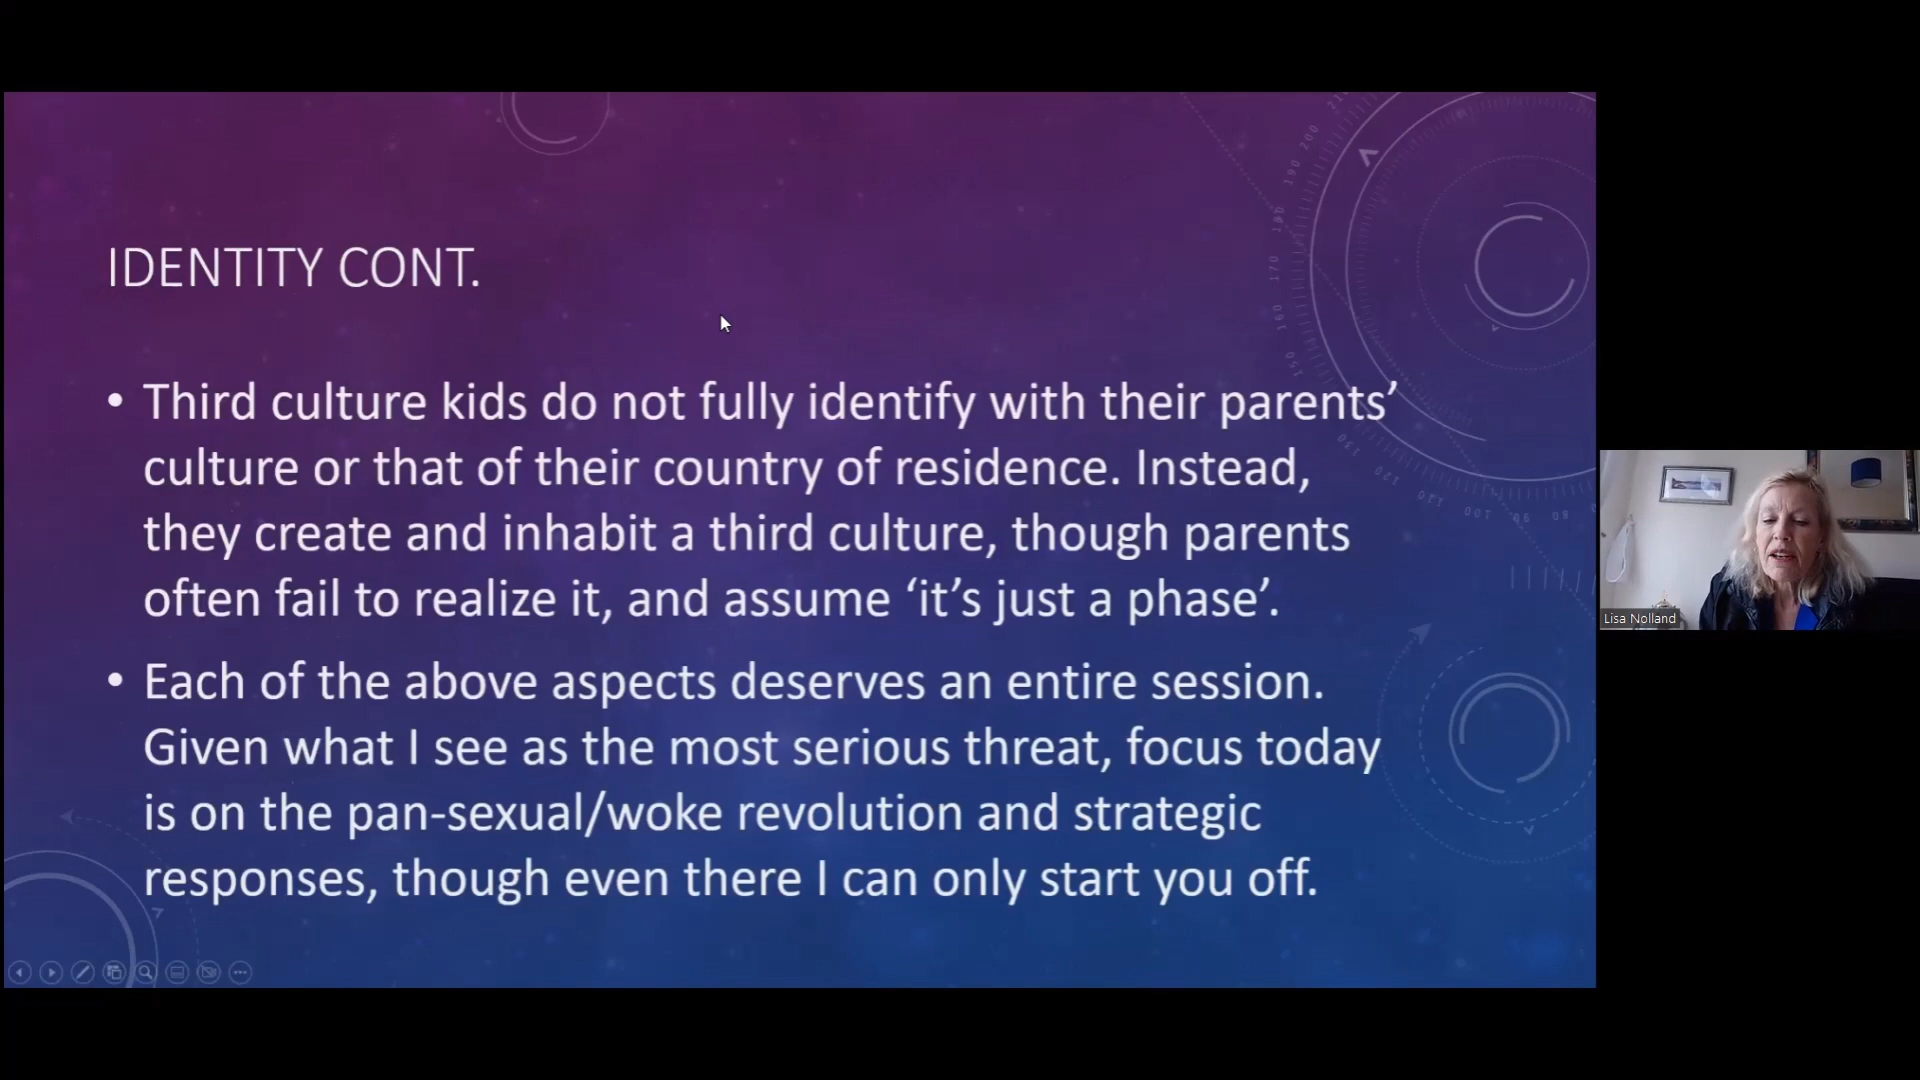 IDENTITY CONT.
• Third culture kids do not fully identify with their parents’
culture or that of their country of residence. Instead,
they create and inhabit a third culture, though parents
often fail to realize it, and assume ‘it’s just a phase’.
• Each of the above aspects deserves an entire session.
Given what I see as the most serious threat, focus today
is on the pan-sexual/woke revolution and strategic
responses, though even there I can only start you off.
Lisa Nolland